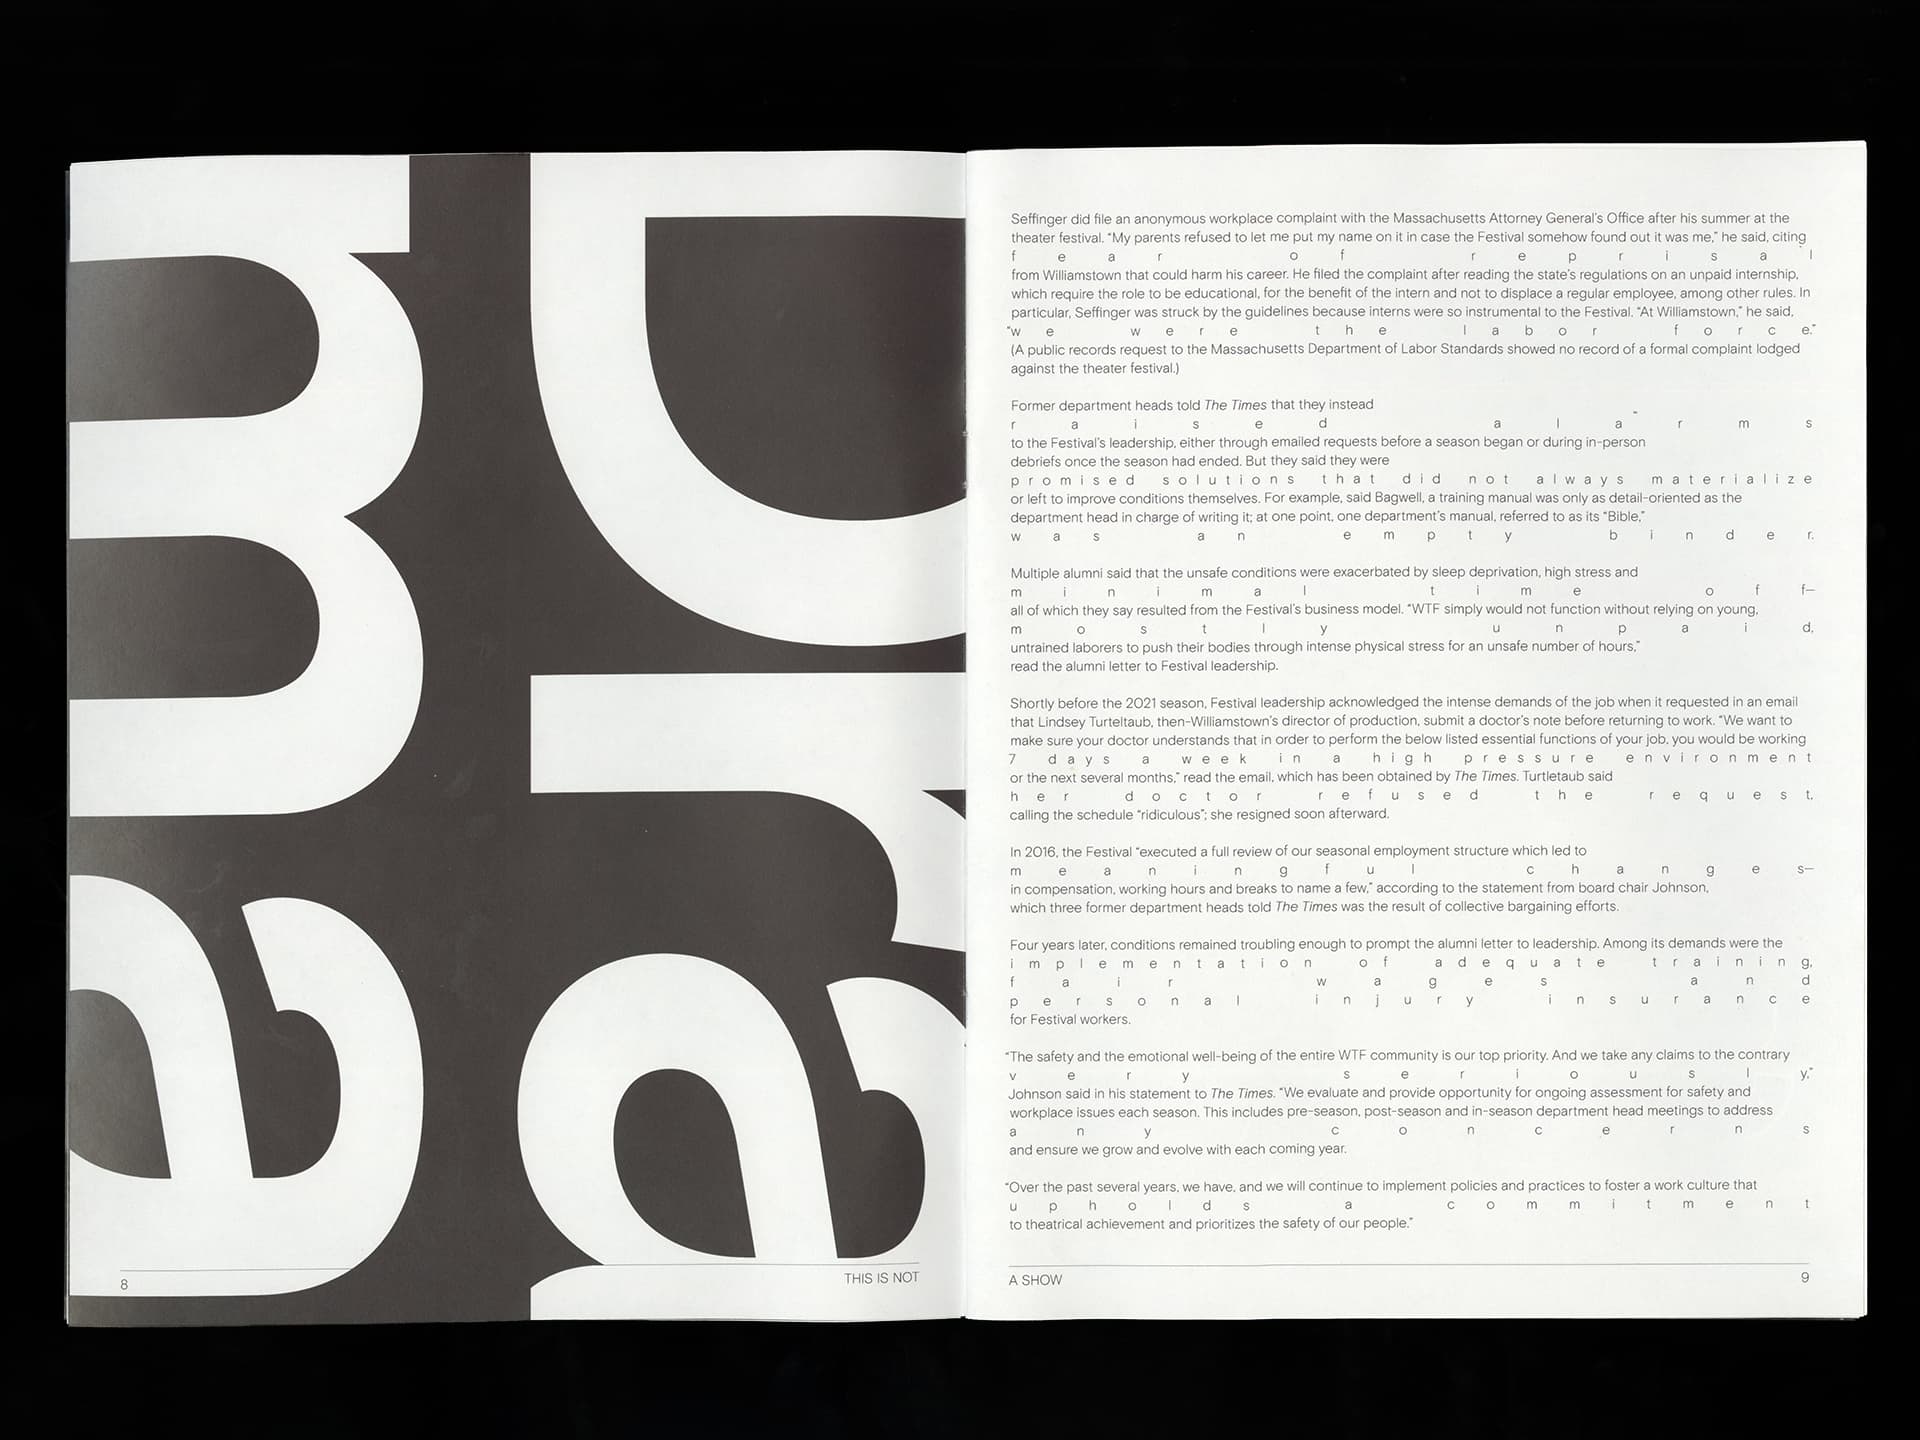 8
THIS IS NOT
Seffinger did file an anonymous workplace complaint with the Massachusetts Attorney General's Office after his summer at the
theater festival. “My parents refused to let me put my name on it in case the Festival somehow found out it was me,” he said, citing
fear of reprisal
from Williamstown that could harm his career. He filed the complaint after reading the state's regulations on an unpaid internship,
which require the role to be educational, for the benefit of the intern and not to displace a regular employee, among other rules. In
particular, Seffinger was struck by the guidelines because interns were so instrumental to the Festival. “At Williamstown,” he said,
“we were the labor force.”
(A public records request to the Massachusetts Department of Labor Standards showed no record of a formal complaint lodged
against the theater festival.)
Former department heads told The Times that they instead
raised alarms
to the Festival's leadership, either through emailed requests before a season began or during in-person
debriefs once the season had ended. But they said they were
promised solutions that did not always materialize
or left to improve conditions themselves. For example, said Bagwell, a training manual was only as detail-oriented as the
department head in charge of writing it; at one point, one department's manual, referred to as its “Bible,”
was an empty binder.
Multiple alumni said that the unsafe conditions were exacerbated by sleep deprivation, high stress and
minimal time off—
all of which they say resulted from the Festival's business model. “WTF simply would not function without relying on young,
mostly unpaid,
untrained laborers to push their bodies through intense physical stress for an unsafe number of hours,”
read the alumni letter to Festival leadership.
Shortly before the 2021 season, Festival leadership acknowledged the intense demands of the job when it requested in an email
that Lindsey Turteltaub, then-Williamstown's director of production, submit a doctor's note before returning to work. “We want to
make sure your doctor understands that in order to perform the below listed essential functions of your job, you would be working
7 days a week in a high pressure environment
or the next several months,” read the email, which has been obtained by The Times. Turtletaub said
her doctor refused the request,
calling the schedule “ridiculous”; she resigned soon afterward.
In 2016, the Festival “executed a full review of our seasonal employment structure which led to
meaningful changes—
in compensation, working hours and breaks to name a few,” according to the statement from board chair Johnson,
which three former department heads told The Times was the result of collective bargaining efforts.
Four years later, conditions remained troubling enough to prompt the alumni letter to leadership. Among its demands were the
implementation of adequate training,
fair wages and
personal injury insurance
for Festival workers.
“The safety and the emotional well-being of the entire WTF community is our top priority. And we take any claims to the contrary
very seriously,”
Johnson said in his statement to The Times. “We evaluate and provide opportunity for ongoing assessment for safety and
workplace issues each season. This includes pre-season, post-season and in-season department head meetings to address
any concerns
and ensure we grow and evolve with each coming year.
“Over the past several years, we have, and we will continue to implement policies and practices to foster a work culture that
upholds a commitment
to theatrical achievement and prioritizes the safety of our people.”
A SHOW
9